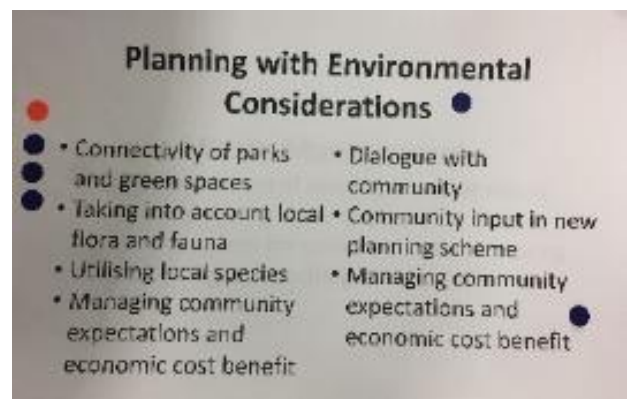 Planning with Environmental
Considerations
• Connectivity of parks
and green spaces
• Taking into account local
flora and fauna
• Utilising local species
• Managing community
expectations and
economic cost benefit
• Dialogue with
community
• Community input in new
planning scheme
• Managing community
expectations and
economic cost benefit